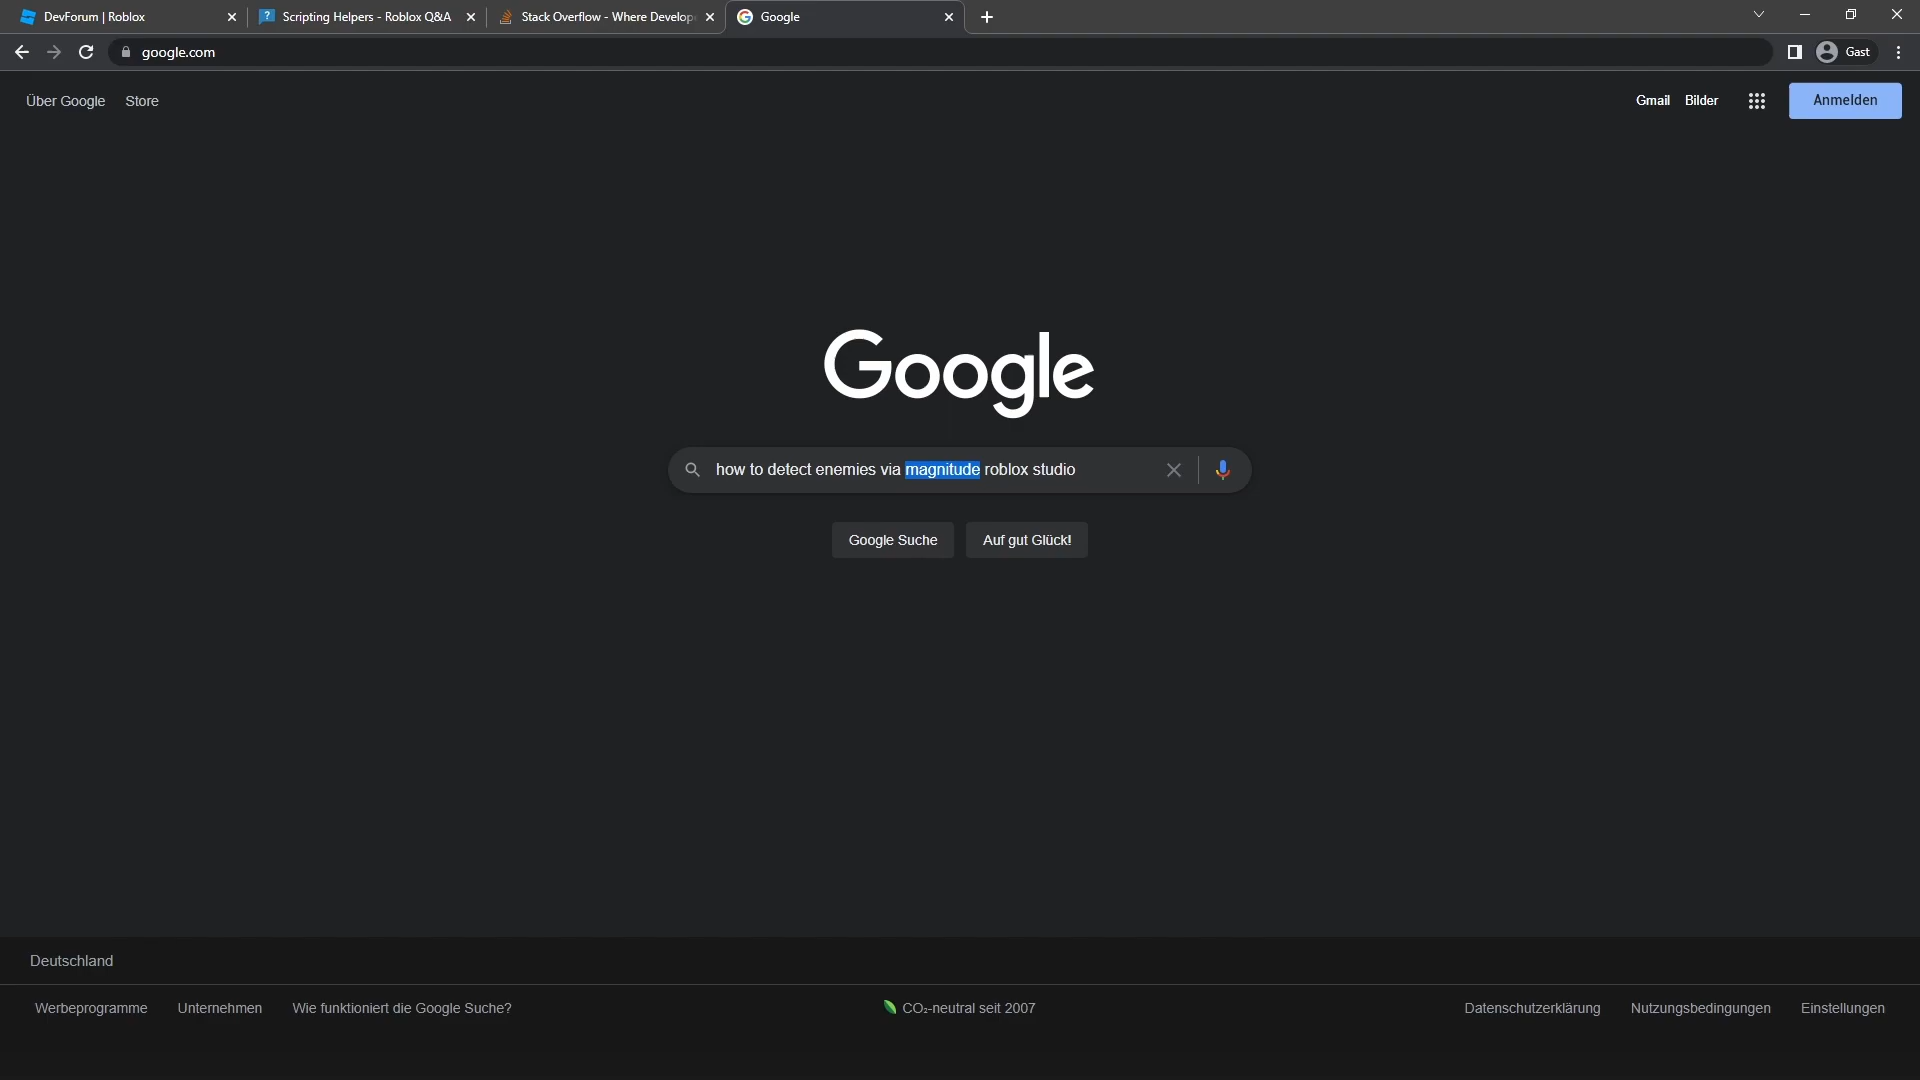 DevForum | Roblox
Scripting Helpers - Roblox Q&A
Stack Overflow - Where Develop
Google
google.com
Gast
Über Google Store
Gmail Bilder
Anmelden
Google
how to detect enemies via magnitude roblox studio
Google Suche
Auf gut Glück!
Deutschland
Werbeprogramme Unternehmen Wie funktioniert die Google Suche?
CO₂-neutral seit 2007
Datenschutzerklärung Nutzungsbedingungen Einstellungen